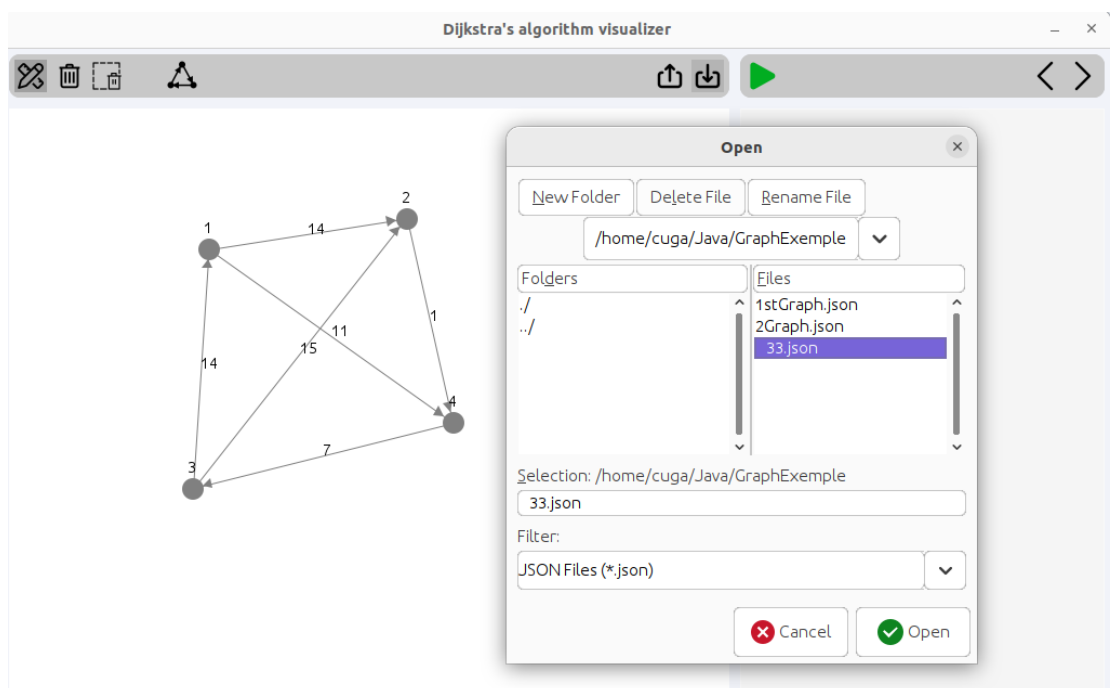 Dijkstra's algorithm visualizer
Open
New Folder Delete File Rename File
/home/cuga/Java/GraphExemple
Folders Files
./ 1stGraph.json
../ 2Graph.json
33.json
Selection: /home/cuga/Java/GraphExemple
33.json
Filter:
JSON Files (*.json)
Cancel Open
2
1
14
1
11
15
14
4
7
3